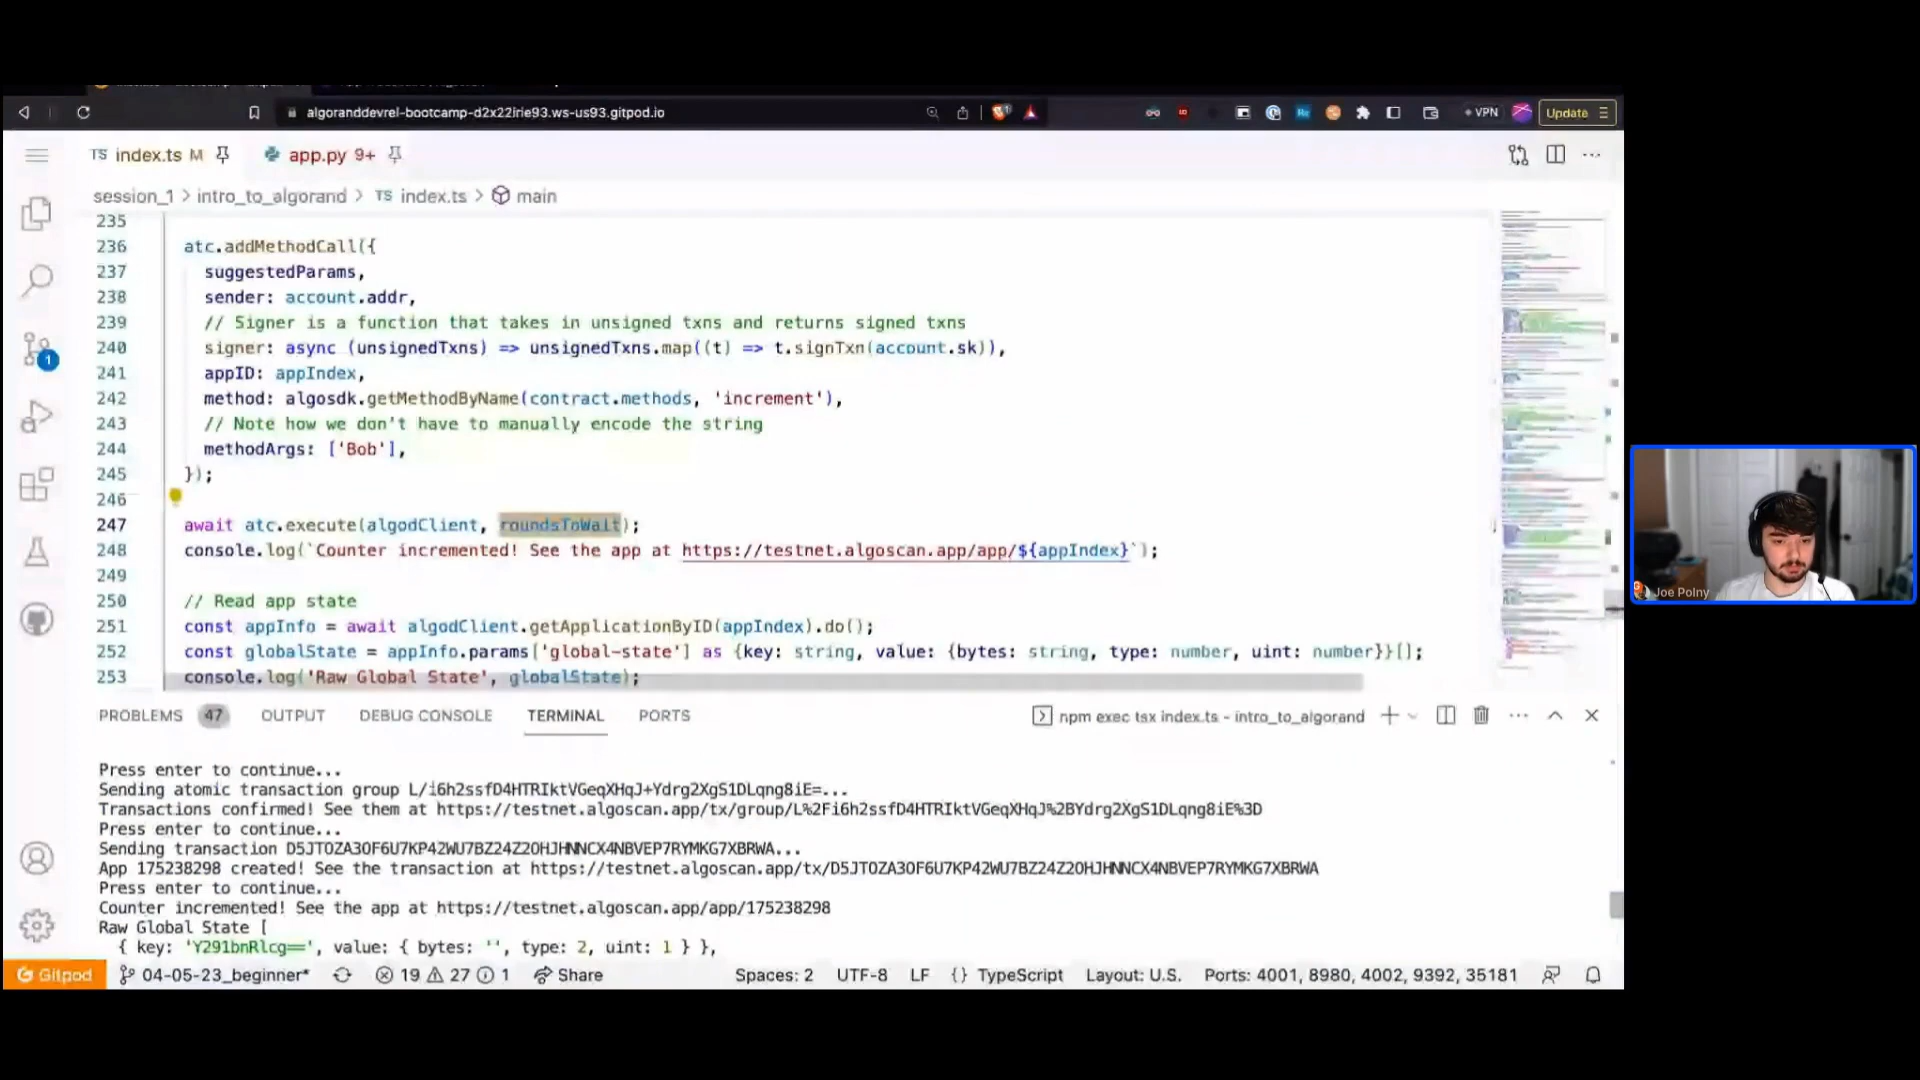 algoranddevrel-bootcamp-d2x22irie93.ws-us93.gitpod.io
VPN
Update
TS index.ts M
app.py 9+
session_1 > intro_to_algorand > TS index.ts > main
235
236 atc.addMethodCall({
237 suggestedParams,
238 sender: account.addr,
239 // Signer is a function that takes in unsigned txns and returns signed txns
240 signer: async (unsignedTxns) => unsignedTxns.map((t) => t.signTxn(account.sk)),
241 appID: appIndex,
242 method: algosdk.getMethodByName(contract.methods, 'increment'),
243 // Note how we don't have to manually encode the string
244 methodArgs: ['Bob'],
245 });
246
247 await atc.execute(algodClient, roundsToWait);
248 console.log(`Counter incremented! See the app at https://testnet.algoscan.app/app/${appIndex}`);
249
250 // Read app state
251 const appInfo = await algodClient.getApplicationByID(appIndex).do();
252 const globalState = appInfo.params['global-state'] as {key: string, value: {bytes: string, type: number, uint: number}}[];
253 console.log('Raw Global State', globalState);
PROBLEMS 47 OUTPUT DEBUG CONSOLE TERMINAL PORTS
npm exec tsx index.ts - intro_to_algorand
Press enter to continue...
Sending atomic transaction group L/i6h2ssfD4HTRIktVGeqXHqJ+Ydrg2XgS1DLqng8iE=...
Transactions confirmed! See them at https://testnet.algoscan.app/tx/group/L%2Fi6h2ssfD4HTRIktVGeqXHqJ%2BYdrg2XgS1DLqng8iE%3D
Press enter to continue...
Sending transaction D5JTOZA3OF6U7KP42WU7BZ24Z2OHJHNNCX4NBVEP7RYMKG7XBRWA...
App 175238298 created! See the transaction at https://testnet.algoscan.app/tx/D5JTOZA3OF6U7KP42WU7BZ24Z2OHJHNNCX4NBVEP7RYMKG7XBRWA
Press enter to continue...
Counter incremented! See the app at https://testnet.algoscan.app/app/175238298
Raw Global State [
{ key: 'Y291bnRlcg==', value: { bytes: '', type: 2, uint: 1 } },
Gitpod 04-05-23_beginner* 19 27 1 Share Spaces: 2 UTF-8 LF {} TypeScript Layout: U.S. Ports: 4001, 8980, 4002, 9392, 35181
1
Joe Polny